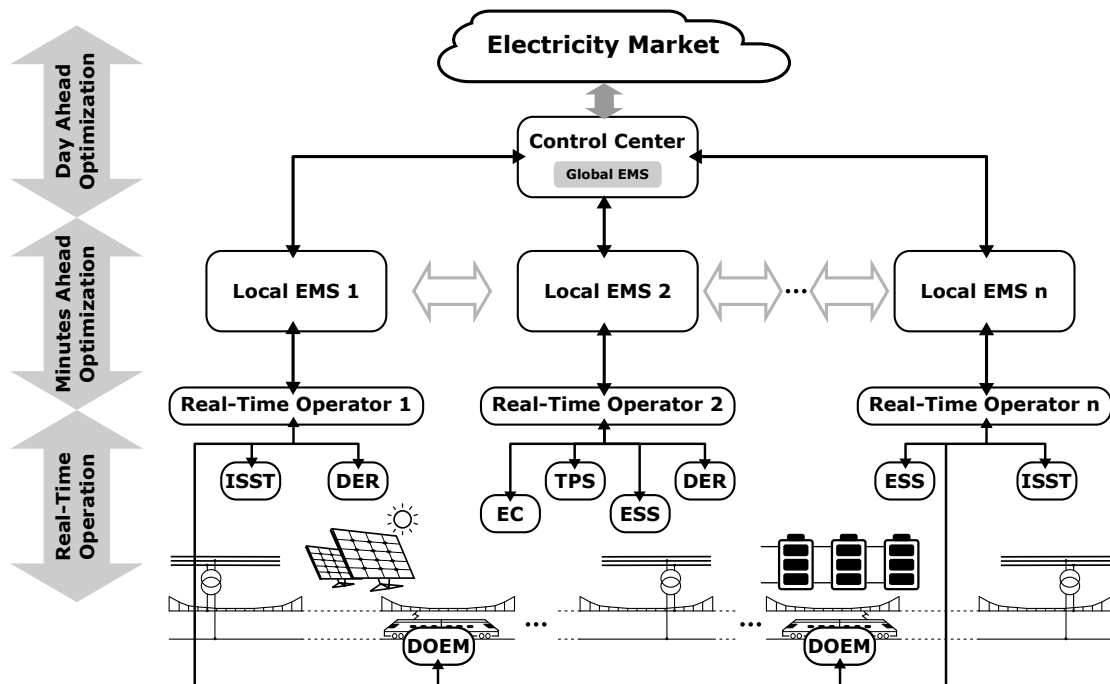 Electricity Market
Day Ahead
Optimization
Control Center
Global EMS
Minutes Ahead
Optimization
Local EMS 1
Local EMS 2
...
Local EMS n
Real-Time Operator 1
Real-Time Operator 2
Real-Time Operator n
Real-Time
Operation
ISST
DER
TPS
DER
ESS
ISST
EC
ESS
...
...
DOEM
DOEM